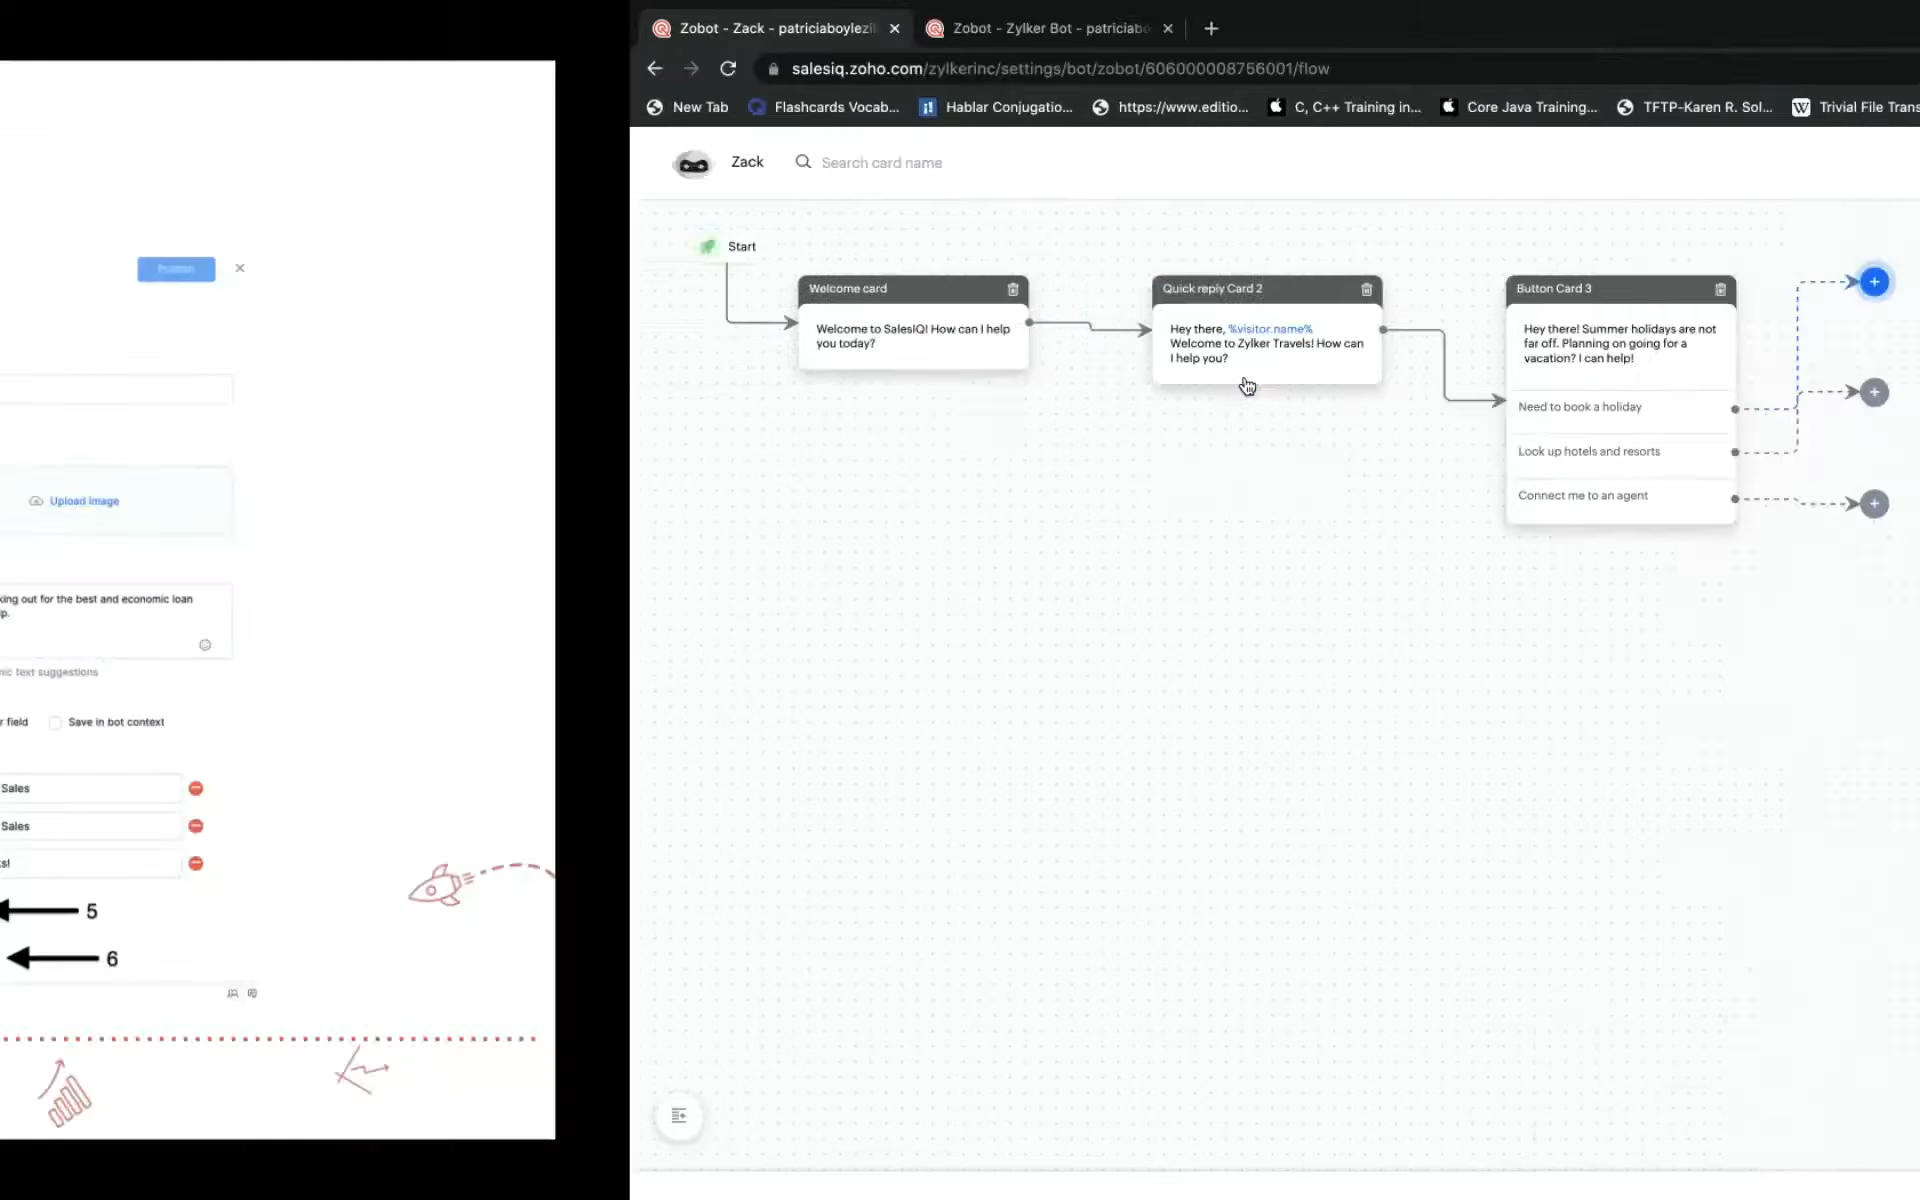 Upload image
king out for the best and economic loan
lp.
mic text suggestions
r field
Save in bot context
Sales
Sales
ks!
5
6
Zobot - Zack - patriciaboylezil
Zobot - Zylker Bot - patriciabo
salesiq.zoho.com/zylkerinc/settings/bot/zobot/606000008756001/flow
New Tab
Flashcards Vocab...
Hablar Conjugatio...
https://www.editio...
C, C++ Training in...
Core Java Training...
TFTP-Karen R. Sol...
Trivial File Trans
Zack
Search card name
Start
Welcome card
Welcome to SalesIQ! How can I help
you today?
Quick reply Card 2
Hey there, %visitor.name%
Welcome to Zylker Travels! How can
I help you?
Button Card 3
Hey there! Summer holidays are not
far off. Planning on going for a
vacation? I can help!
Need to book a holiday
Look up hotels and resorts
Connect me to an agent